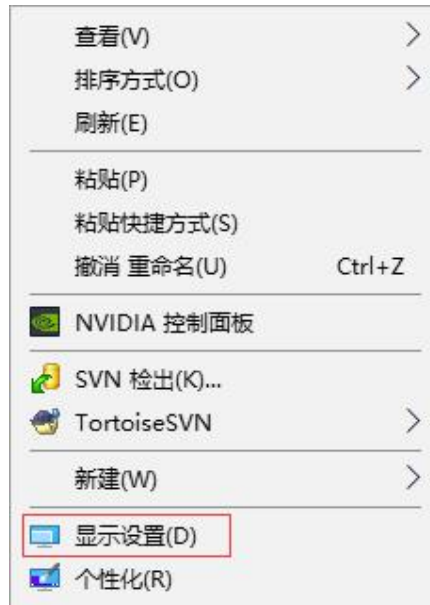 查看(V)
排序方式(O)
刷新(E)
粘贴(P)
粘贴快捷方式(S)
撤消 重命名(U) Ctrl+Z
NVIDIA 控制面板
SVN 检出(K)...
TortoiseSVN
新建(W)
显示设置(D)
个性化(R)